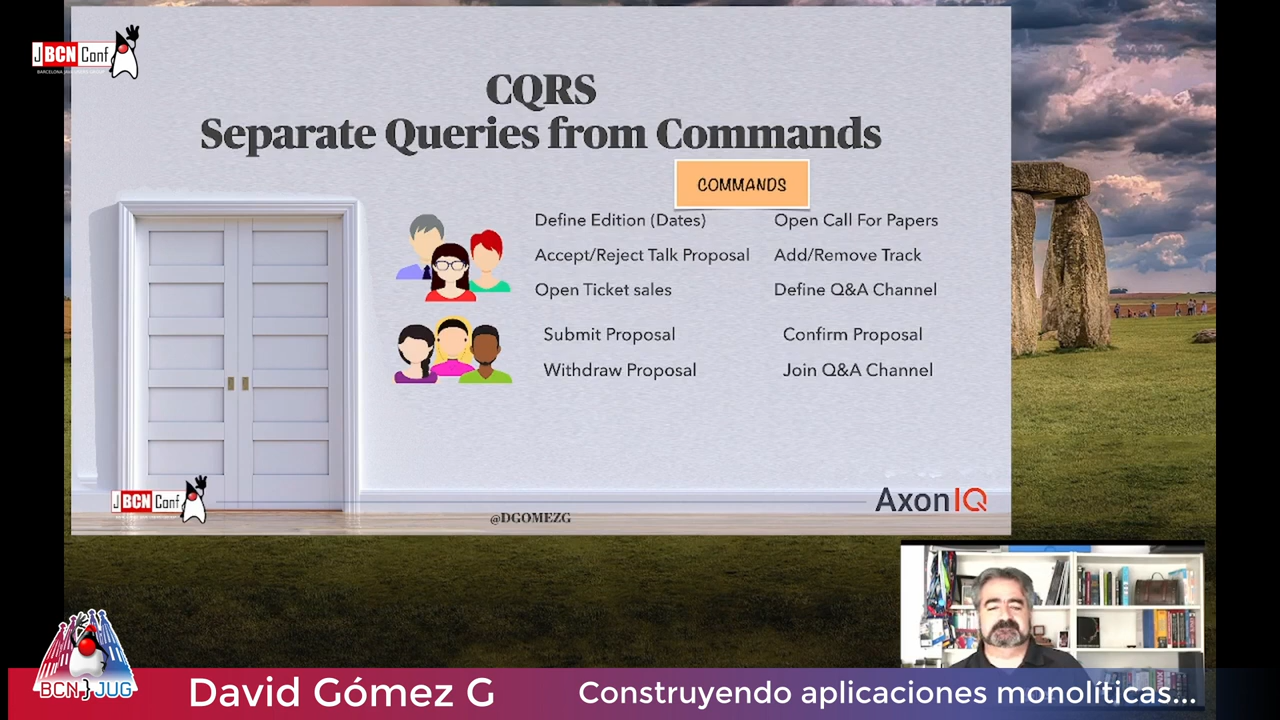 JBCNConf
CQRS
Separate Queries from Commands
COMMANDS
Define Edition (Dates)
Open Call For Papers
Accept/Reject Talk Proposal
Add/Remove Track
Open Ticket sales
Define Q&A Channel
Submit Proposal
Confirm Proposal
Withdraw Proposal
Join Q&A Channel
JBCNConf
@DGOMEZG
AxonIQ
BCN JUG
David Gómez G
Construyendo aplicaciones monolíticas...